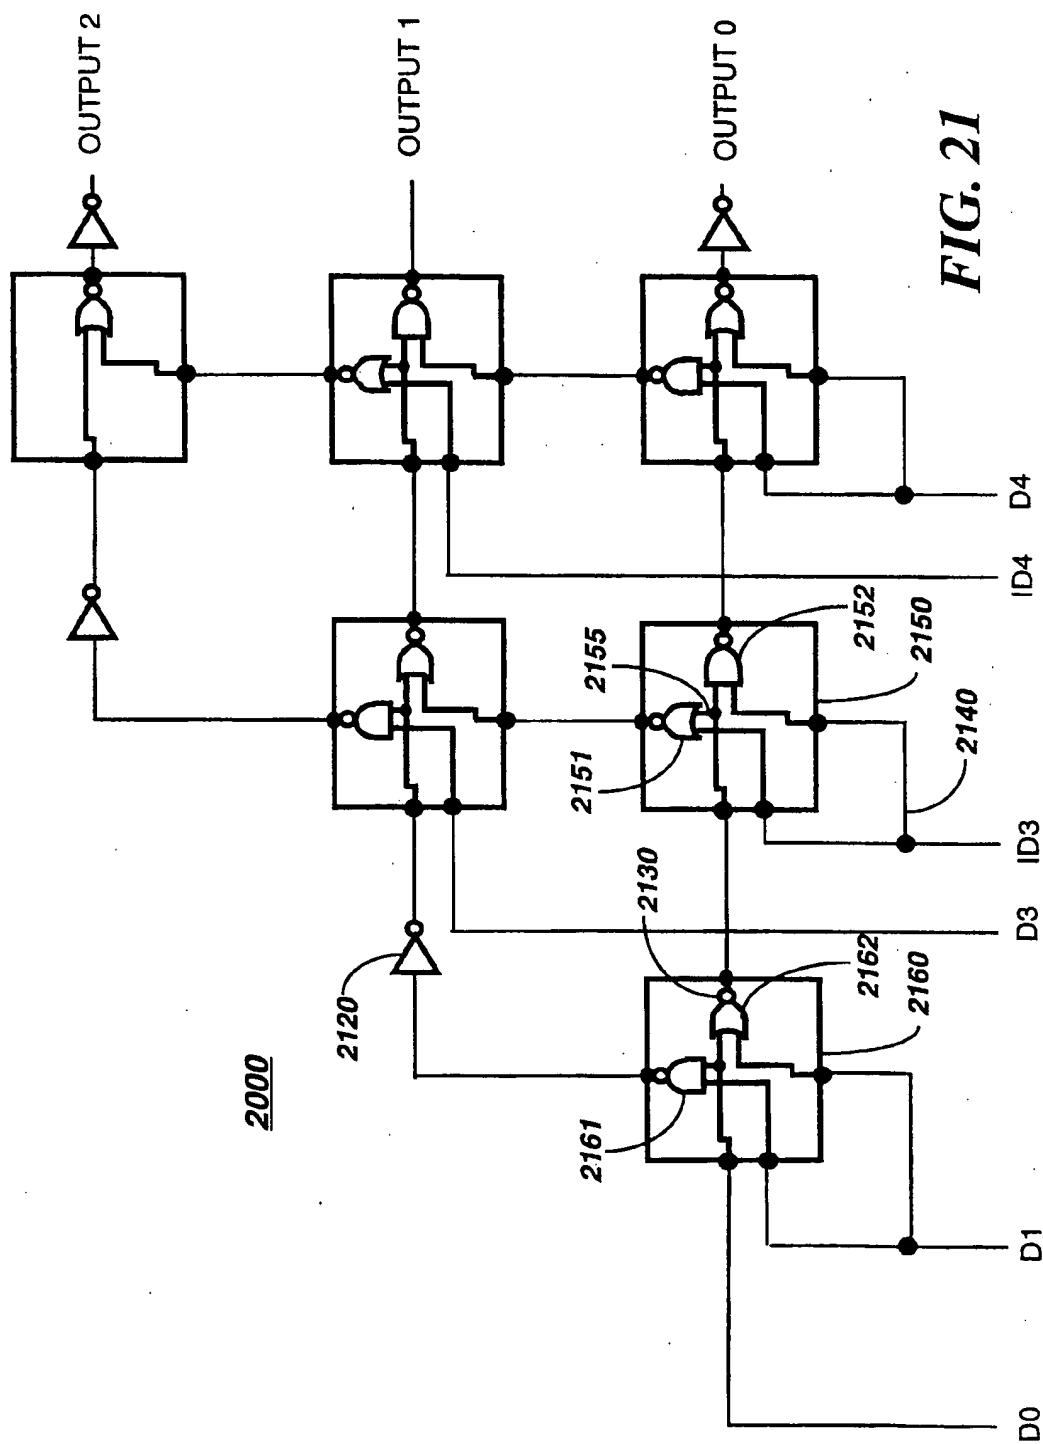 OUTPUT 2
OUTPUT 1
OUTPUT 0
FIG. 21
2000
2120
2130
2140
2150
2151
2152
2155
2160
2161
2162
D0
D1
D3
ID3
ID4
D4